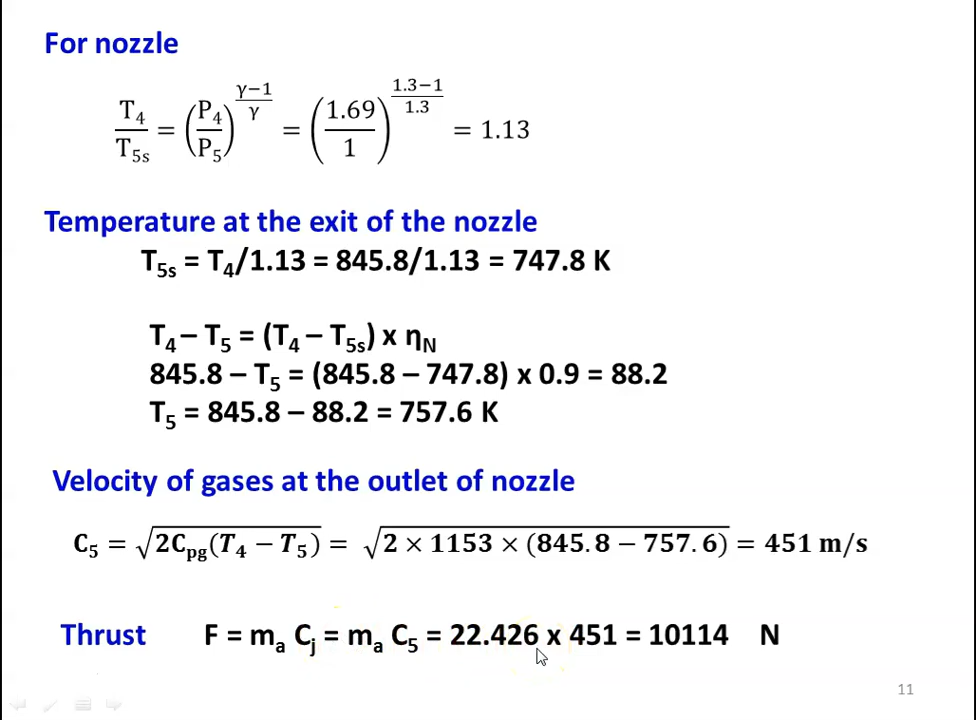 For nozzle
T₄/T₅ₛ = (P₄/P₅)^((γ−1)/γ) = (1.69/1)^((1.3−1)/1.3) = 1.13
Temperature at the exit of the nozzle
T₅ₛ = T₄/1.13 = 845.8/1.13 = 747.8 K
T₄ – T₅ = (T₄ – T₅ₛ) x ηN
845.8 – T₅ = (845.8 – 747.8) x 0.9 = 88.2
T₅ = 845.8 – 88.2 = 757.6 K
Velocity of gases at the outlet of nozzle
C₅ = √(2Cpg(T₄ − T₅)) = √(2 × 1153 × (845.8 − 757.6)) = 451 m/s
Thrust F = mₐ Cⱼ = mₐ C₅ = 22.426 x 451 = 10114 N
11